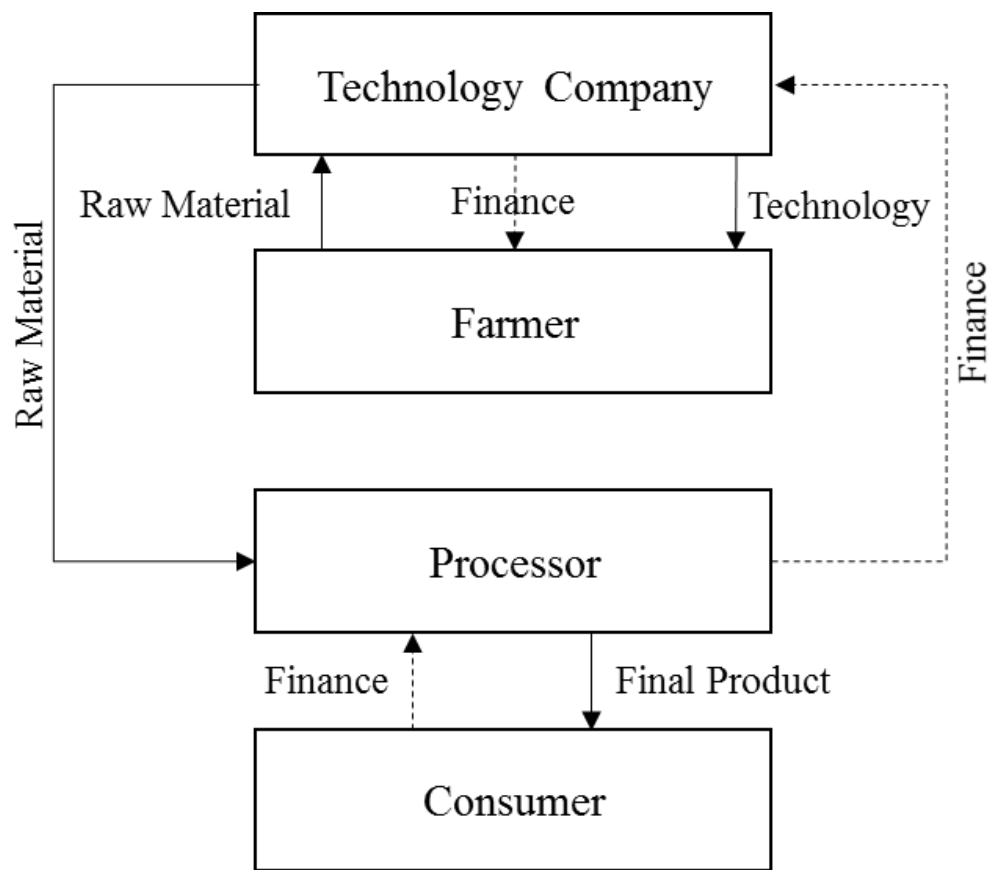 Technology Company
Raw Material
Finance
Technology
Farmer
Raw Material
Finance
Processor
Finance
Final Product
Consumer